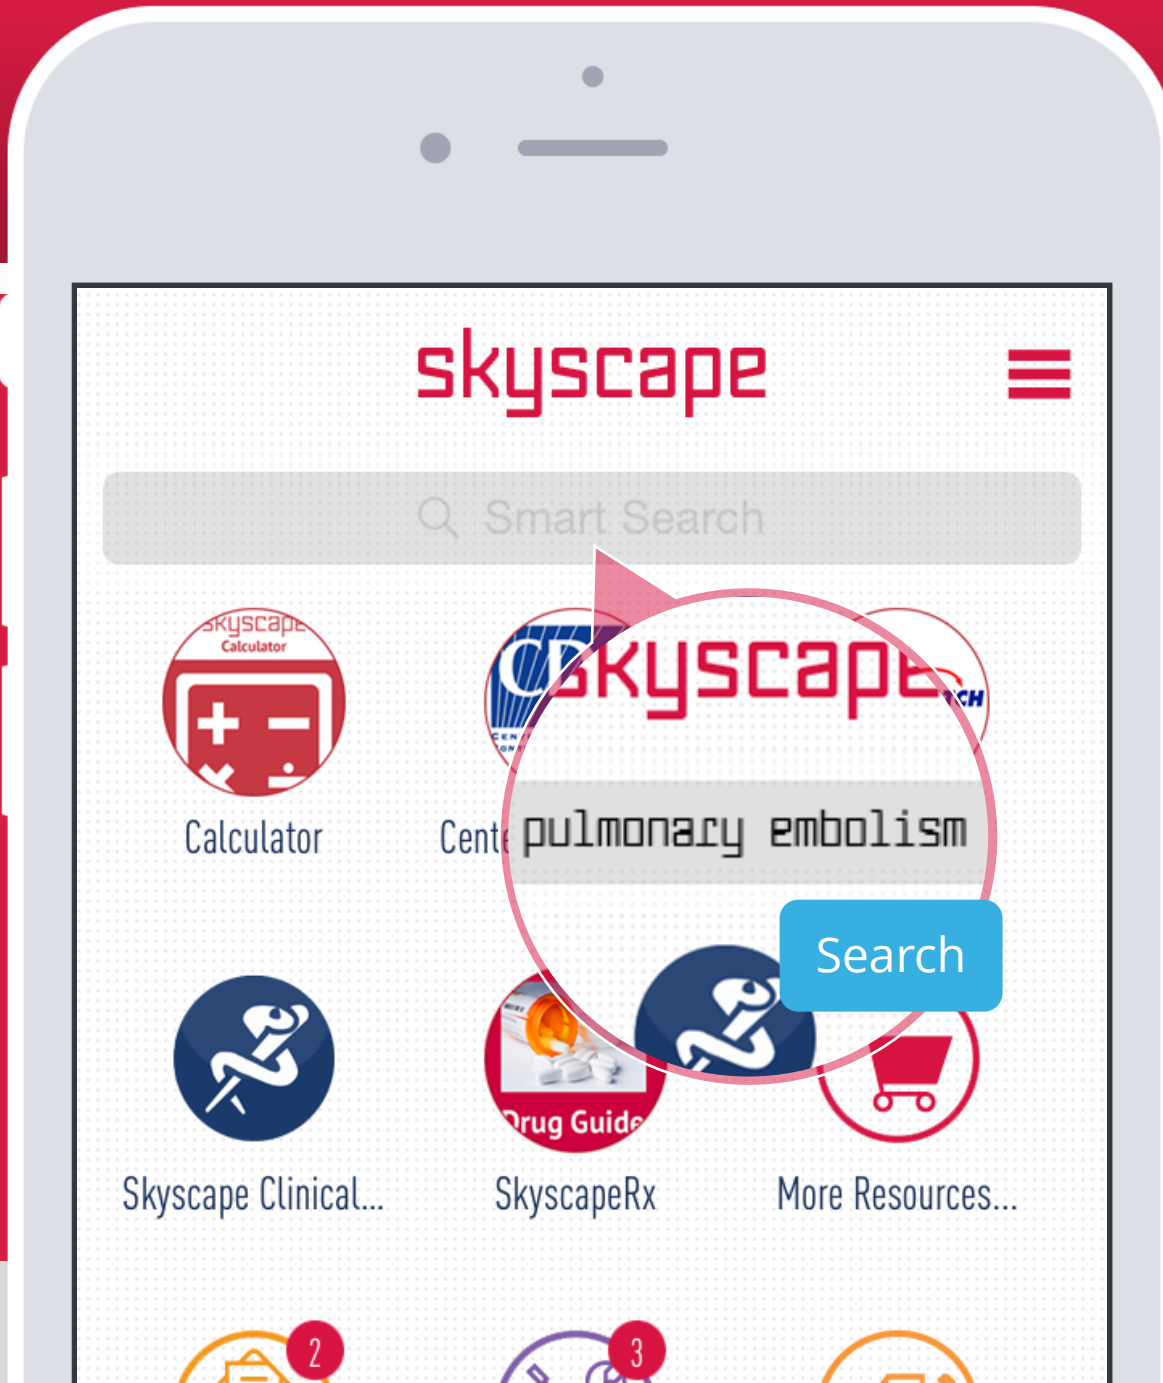 skyscape
Smart Search
skyscape
Calculator
skyscape
pulmonary embolism
Search
Calculator
Drug Guide
Skyscape Clinical...
SkyscapeRx
More Resources...
2
3